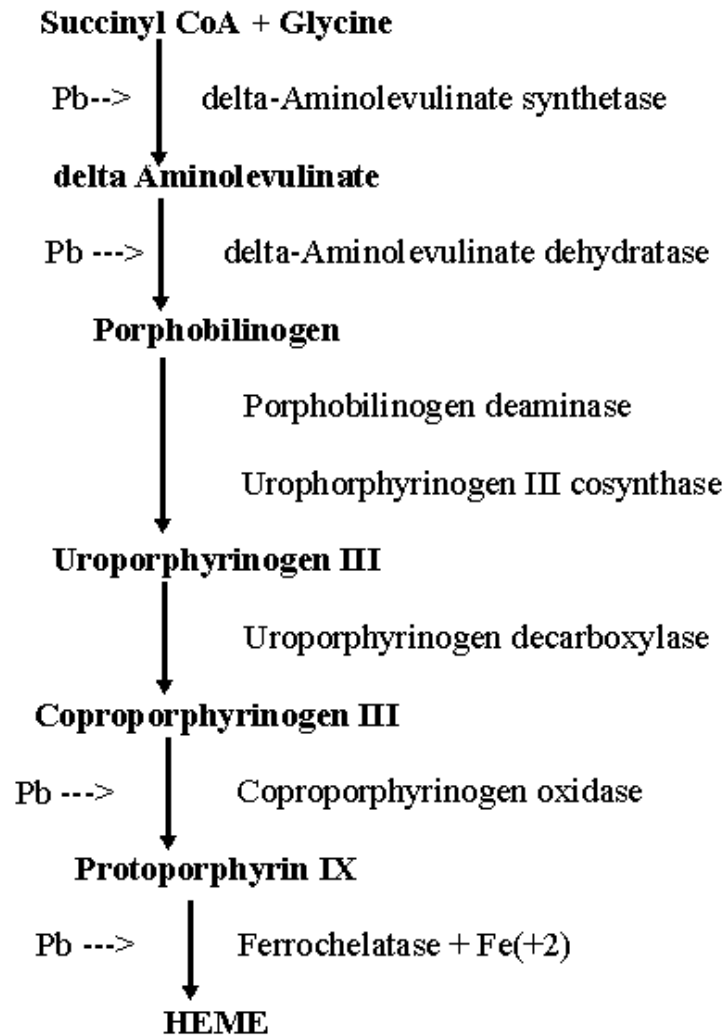 Succinyl CoA + Glycine
Pb--> delta-Aminolevulinate synthetase
delta Aminolevulinate
Pb ---> delta-Aminolevulinate dehydratase
Porphobilinogen
Porphobilinogen deaminase
Urophorphyrinogen III cosynthase
Uroporphyrinogen III
Uroporphyrinogen decarboxylase
Coproporphyrinogen III
Pb ---> Coproporphyrinogen oxidase
Protoporphyrin IX
Pb ---> Ferrochelatase + Fe(+2)
HEME